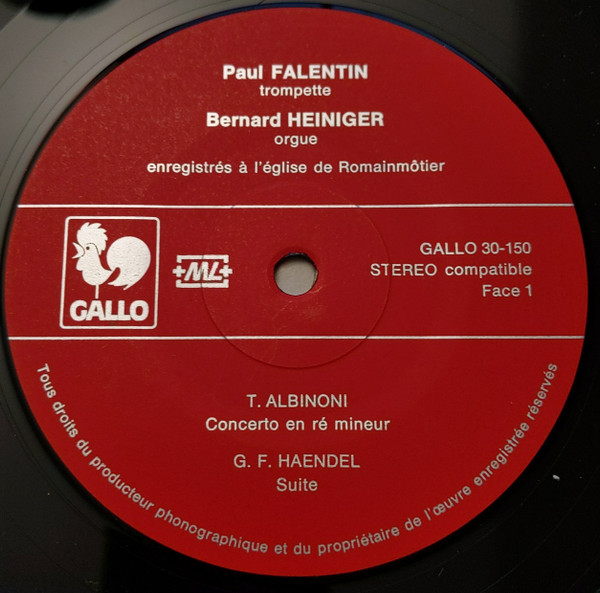 Paul FALENTIN
trompette
Bernard HEINIGER
orgue
enregistrés à l'église de Romainmôtier
GALLO
+ML+
GALLO 30-150
STEREO compatible
Face 1
T. ALBINONI
Concerto en ré mineur
G. F. HAENDEL
Suite
Tous droits du producteur phonographique et du propriétaire de l'œuvre enregistrée réservés